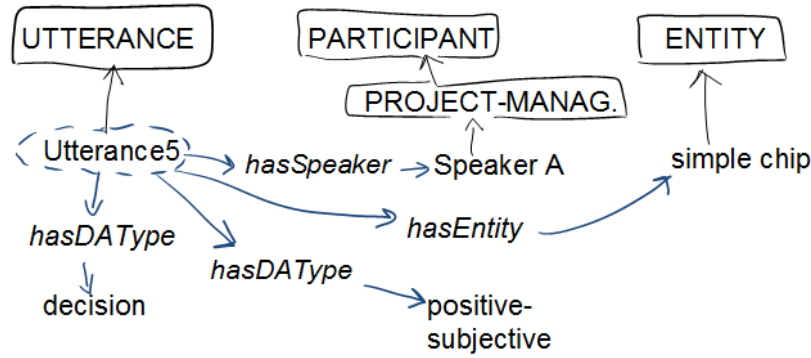 UTTERANCE
PARTICIPANT
ENTITY
PROJECT-MANAG.
Utterance5
hasSpeaker
Speaker A
simple chip
hasDAType
hasEntity
hasDAType
decision
positive-
subjective